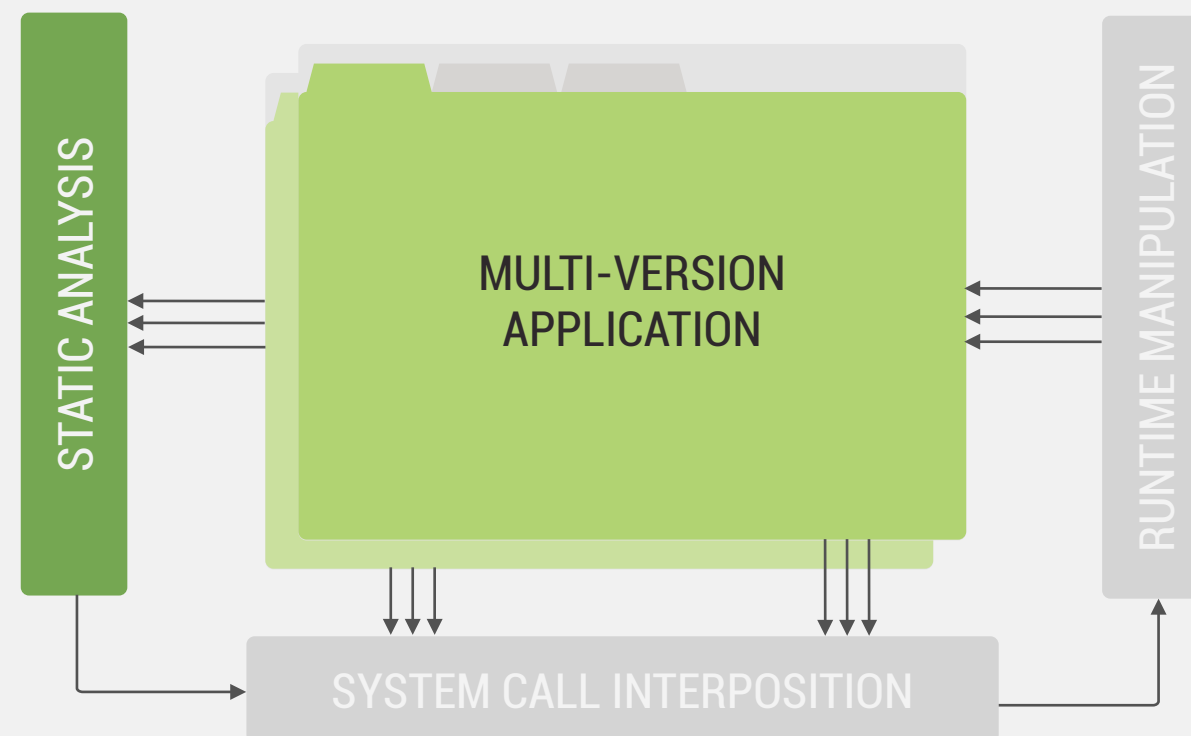 STATIC ANALYSIS
MULTI-VERSION
APPLICATION
RUNTIME MANIPULATION
SYSTEM CALL INTERPOSITION